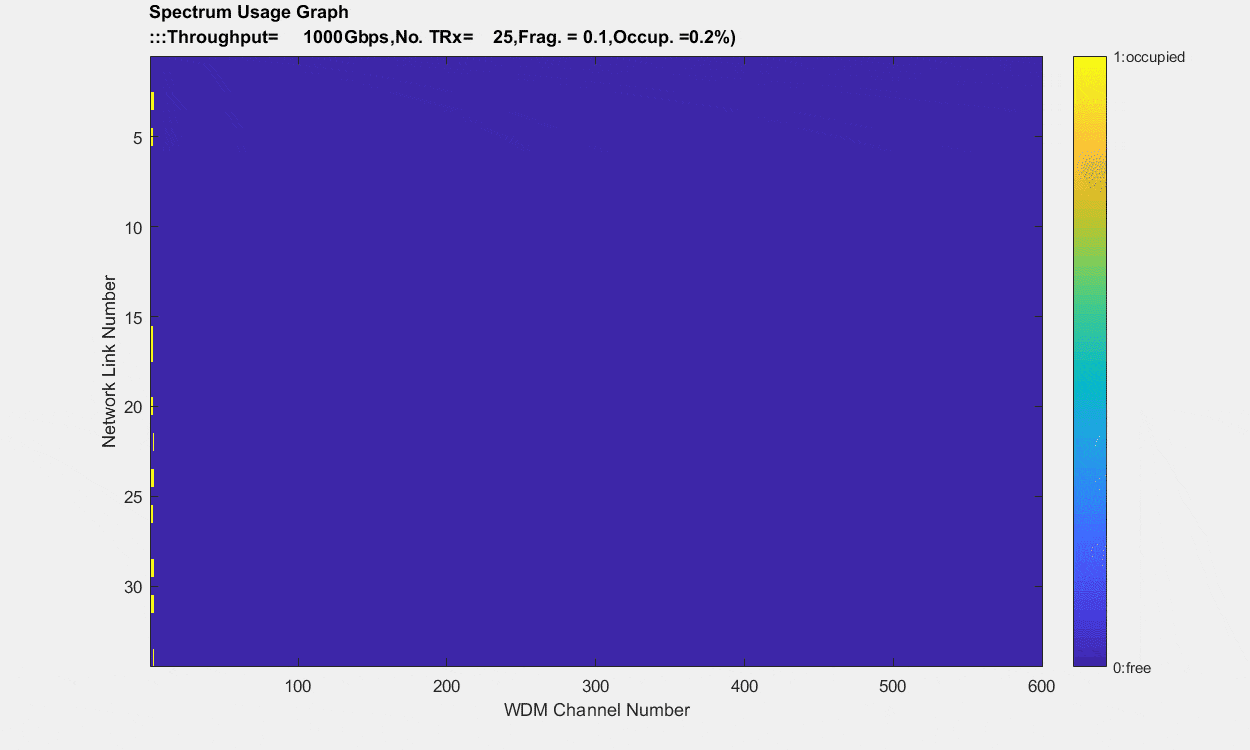 Spectrum Usage Graph
:::Throughput=     1000Gbps,No. TRx=    25,Frag. = 0.1,Occup. =0.2%)
1:occupied
5
10
15
20
25
30
Network Link Number
0:free
100 200 300 400 500 600
WDM Channel Number